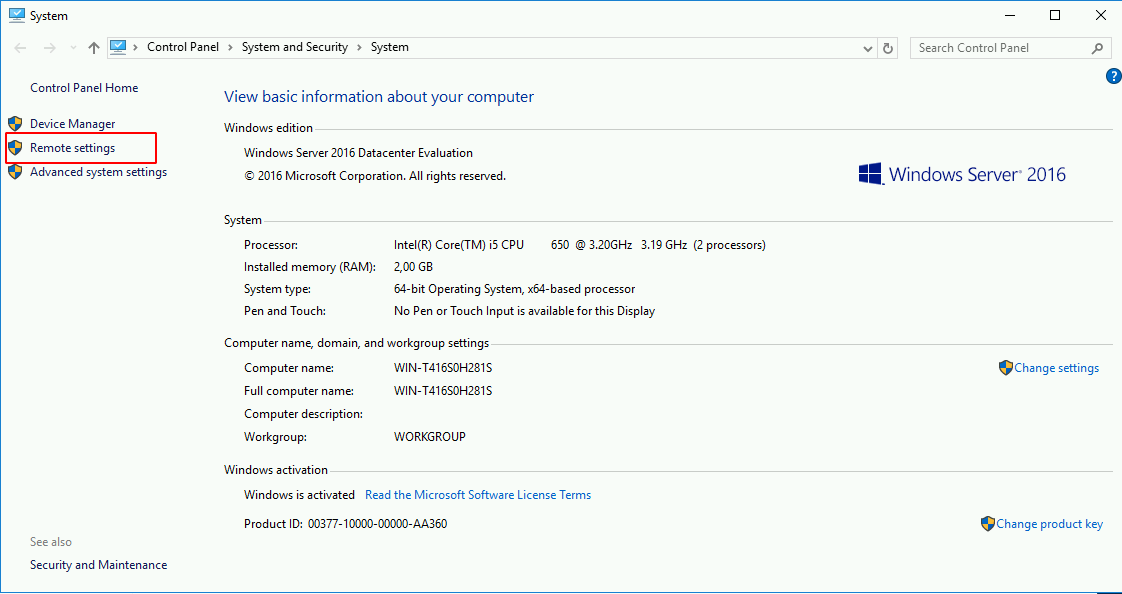 System
Control Panel > System and Security > System
Search Control Panel
?
Control Panel Home
Device Manager
Remote settings
Advanced system settings
View basic information about your computer
Windows edition
Windows Server 2016 Datacenter Evaluation
© 2016 Microsoft Corporation. All rights reserved.
Windows Server® 2016
System
Processor: Intel(R) Core(TM) i5 CPU 650 @ 3.20GHz 3.19 GHz (2 processors)
Installed memory (RAM): 2,00 GB
System type: 64-bit Operating System, x64-based processor
Pen and Touch: No Pen or Touch Input is available for this Display
Computer name, domain, and workgroup settings
Computer name: WIN-T416S0H281S
Change settings
Full computer name: WIN-T416S0H281S
Computer description:
Workgroup: WORKGROUP
Windows activation
Windows is activated Read the Microsoft Software License Terms
Product ID: 00377-10000-00000-AA360
Change product key
See also
Security and Maintenance